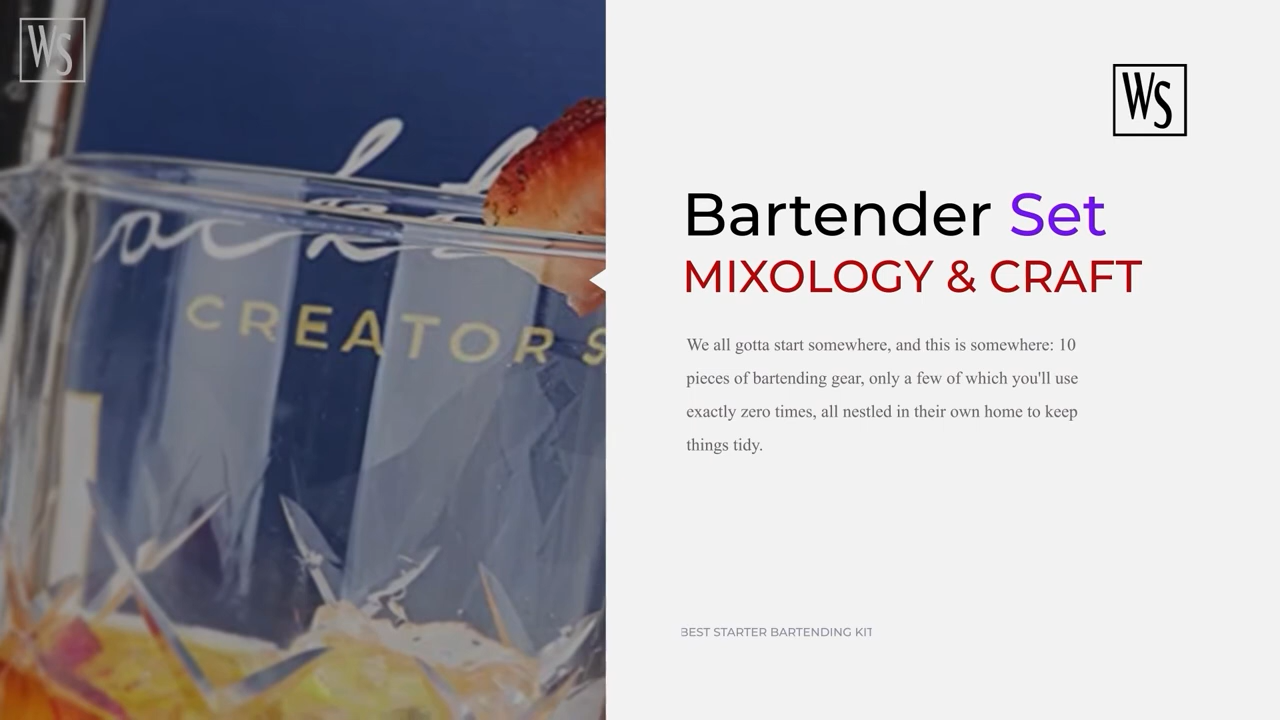 WS
CREATOR S
WS
Bartender Set
MIXOLOGY & CRAFT
We all gotta start somewhere, and this is somewhere: 10
pieces of bartending gear, only a few of which you'll use
exactly zero times, all nestled in their own home to keep
things tidy.
BEST STARTER BARTENDING KIT